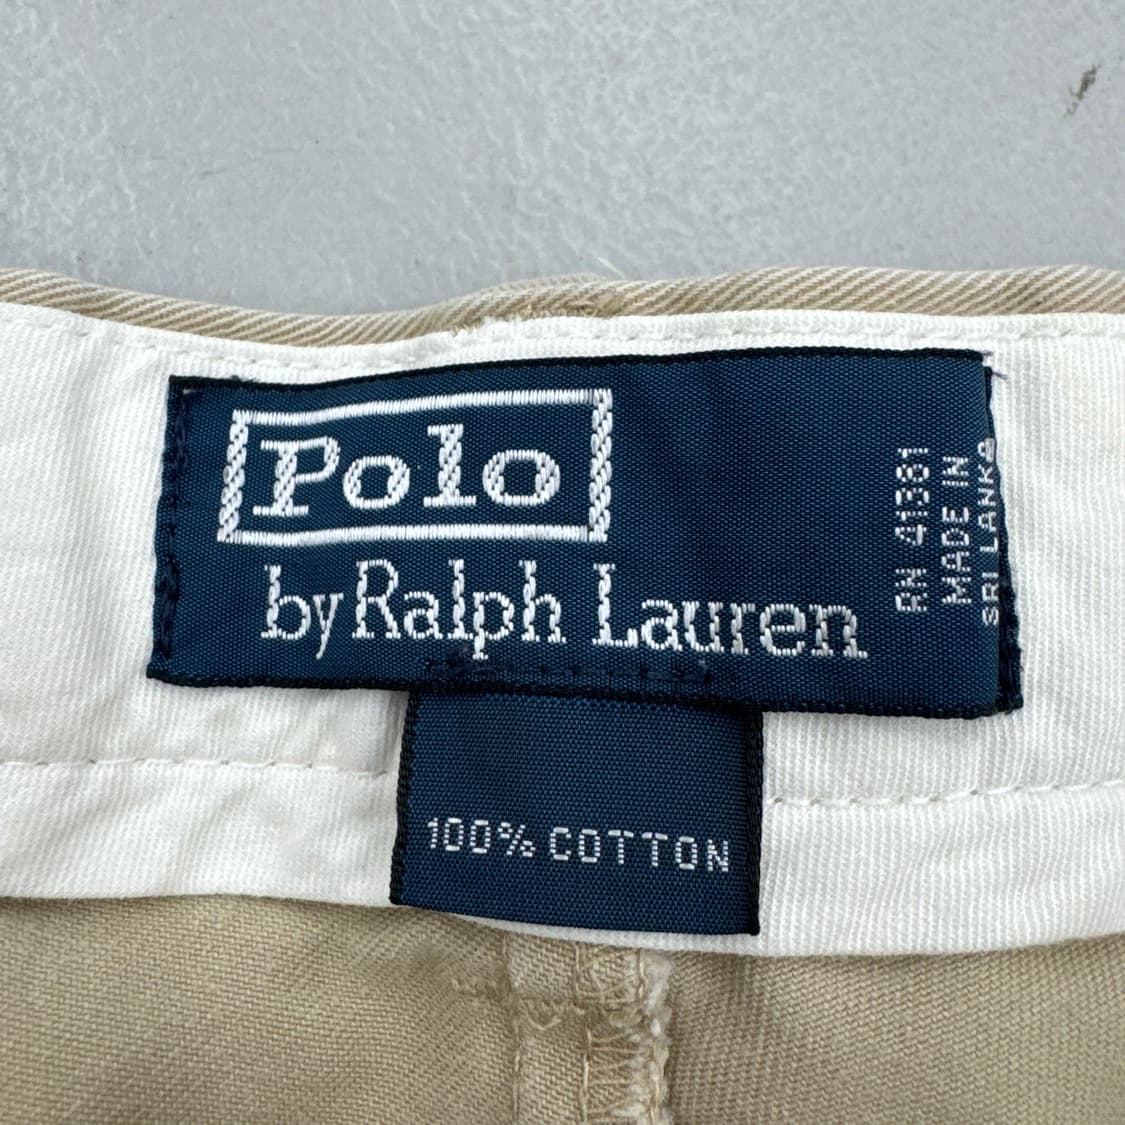 Polo
by Ralph Lauren
RN 41381
MADE IN
SRI LANKA
100% COTTON